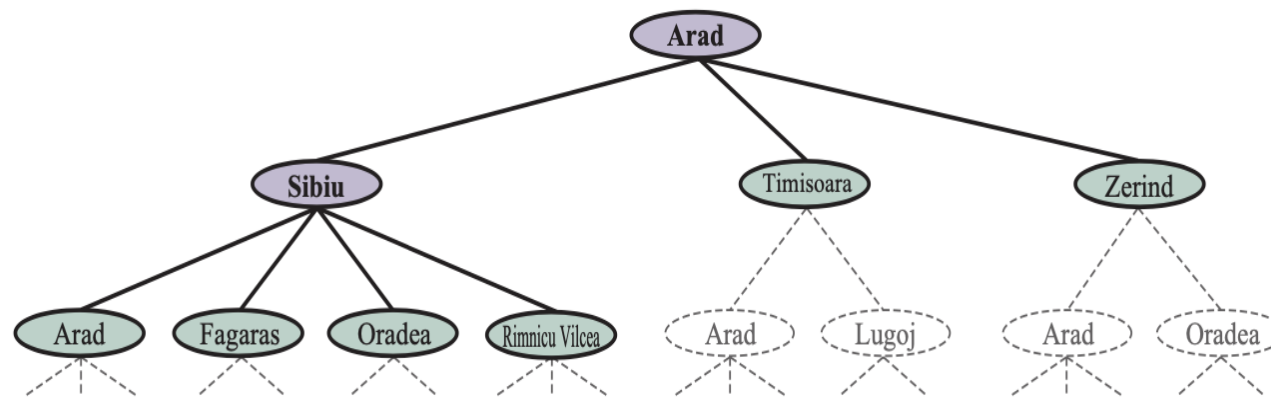 Arad
Sibiu
Timisoara
Zerind
Arad
Fagaras
Oradea
Rimnicu Vilcea
Arad
Lugoj
Arad
Oradea